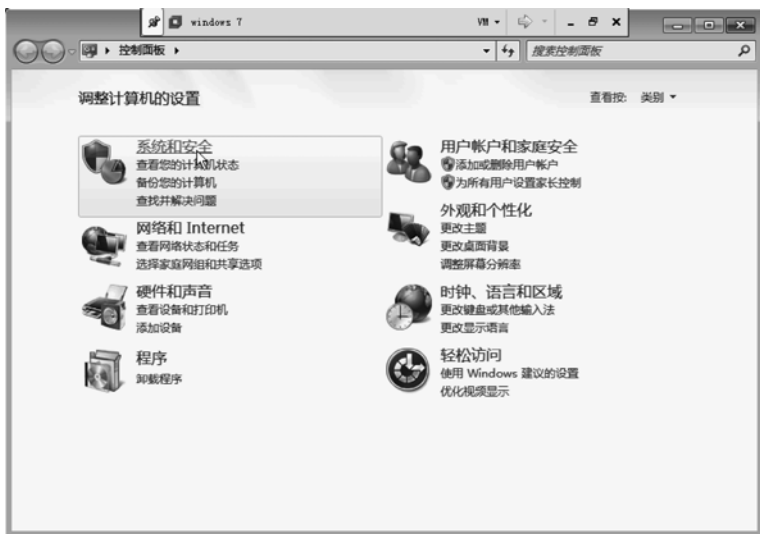 windows 7
VM
控制面板
搜索控制面板
调整计算机的设置
查看按: 类别
系统和安全
查看您的计算机状态
备份您的计算机
查找并解决问题
网络和 Internet
查看网络状态和任务
选择家庭网组和共享选项
硬件和声音
查看设备和打印机
添加设备
程序
卸载程序
用户帐户和家庭安全
添加或删除用户帐户
为所有用户设置家长控制
外观和个性化
更改主题
更改桌面背景
调整屏幕分辨率
时钟、语言和区域
更改键盘或其他输入法
更改显示语言
轻松访问
使用 Windows 建议的设置
优化视频显示